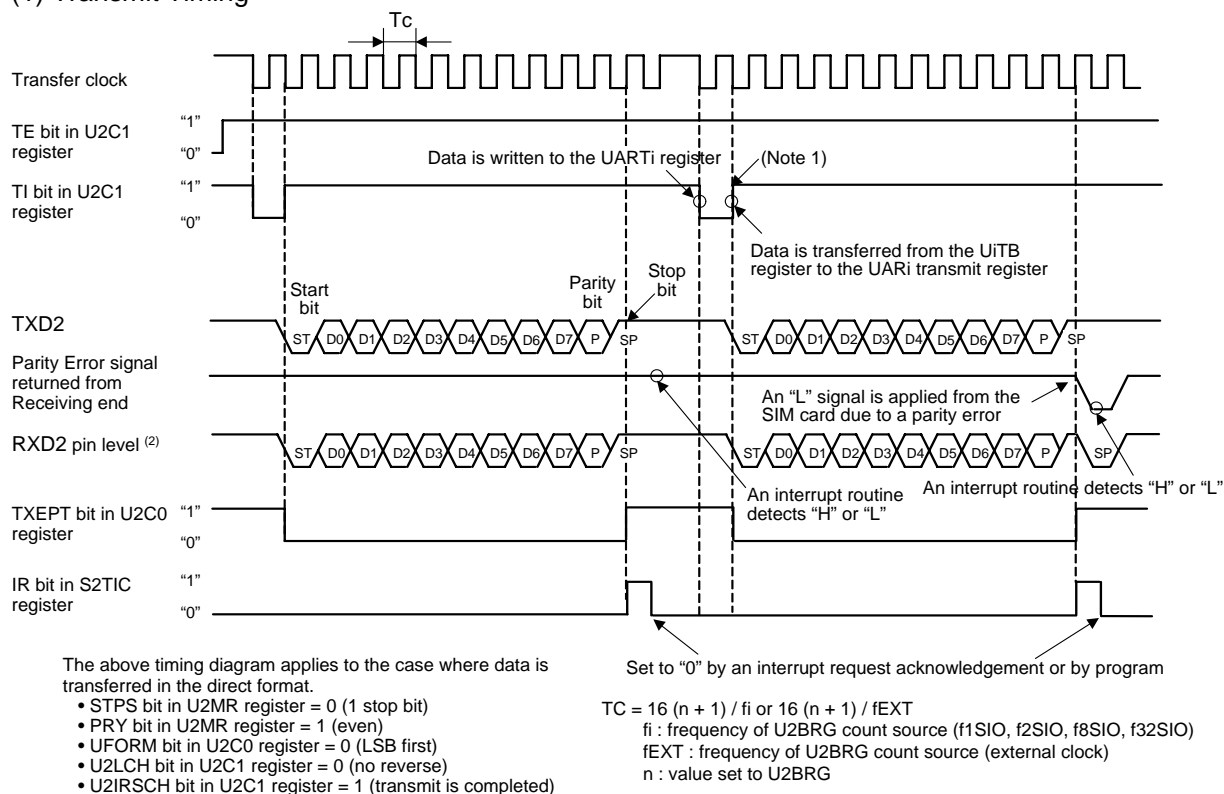 (1) Transmit Timing
Tc
Transfer clock
TE bit in U2C1
register
“1”
“0”
Data is written to the UARTi register
(Note 1)
TI bit in U2C1
register
“1”
“0”
Data is transferred from the UiTB
register to the UARi transmit register
Start
bit
Parity
bit
Stop
bit
TXD2
ST D0 D1 D2 D3 D4 D5 D6 D7 P SP
ST D0 D1 D2 D3 D4 D5 D6 D7 P SP
Parity Error signal
returned from
Receiving end
An “L” signal is applied from the
SIM card due to a parity error
RXD2 pin level (2)
ST D0 D1 D2 D3 D4 D5 D6 D7 P SP
ST D0 D1 D2 D3 D4 D5 D6 D7 P SP
An interrupt routine
detects “H” or “L”
An interrupt routine detects “H” or “L”
TXEPT bit in U2C0
register
“1”
“0”
IR bit in S2TIC
register
“1”
“0”
Set to “0” by an interrupt request acknowledgement or by program
The above timing diagram applies to the case where data is
transferred in the direct format.
• STPS bit in U2MR register = 0 (1 stop bit)
• PRY bit in U2MR register = 1 (even)
• UFORM bit in U2C0 register = 0 (LSB first)
• U2LCH bit in U2C1 register = 0 (no reverse)
• U2IRSCH bit in U2C1 register = 1 (transmit is completed)
TC = 16 (n + 1) / fi or 16 (n + 1) / fEXT
fi : frequency of U2BRG count source (f1SIO, f2SIO, f8SIO, f32SIO)
fEXT : frequency of U2BRG count source (external clock)
n : value set to U2BRG